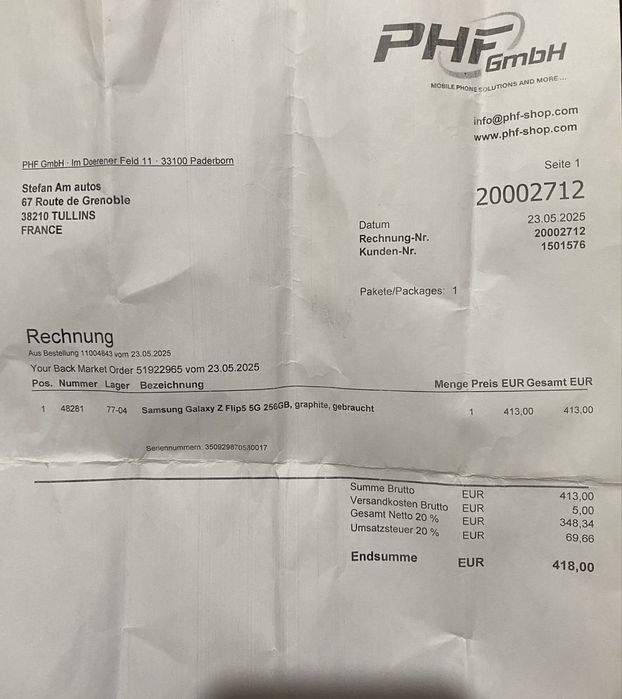 PHF GmbH
MOBILE PHONE SOLUTIONS AND MORE ...
info@phf-shop.com
www.phf-shop.com
PHF GmbH · Im Doerener Feld 11 · 33100 Paderborn
Seite 1
Stefan Am autos
67 Route de Grenoble
38210 TULLINS
FRANCE
20002712
Datum 23.05.2025
Rechnung-Nr. 20002712
Kunden-Nr. 1501576
Pakete/Packages: 1
Rechnung
Aus Bestellung 11004843 vom 23.05.2025
Your Back Market Order 51922965 vom 23.05.2025
Pos. Nummer Lager Bezeichnung Menge Preis EUR Gesamt EUR
1 48281 77-04 Samsung Galaxy Z Flip5 5G 256GB, graphite, gebraucht 1 413,00 413,00
Seriennummern: 350929870530017
Summe Brutto EUR 413,00
Versandkosten Brutto EUR 5,00
Gesamt Netto 20 % EUR 348,34
Umsatzsteuer 20 % EUR 69,66
Endsumme EUR 418,00